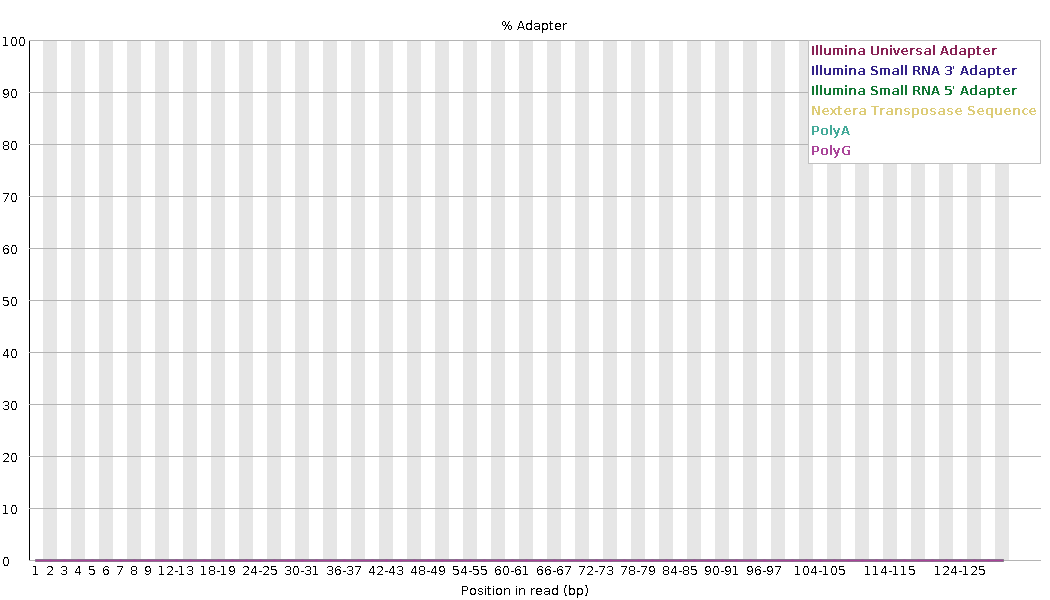 % Adapter
100
90
80
70
60
50
40
30
20
10
0
Illumina Universal Adapter
Illumina Small RNA 3' Adapter
Illumina Small RNA 5' Adapter
Nextera Transposase Sequence
PolyA
PolyG
1 2 3 4 5 6 7 8 9 12-13 18-19 24-25 30-31 36-37 42-43 48-49 54-55 60-61 66-67 72-73 78-79 84-85 90-91 96-97 104-105 114-115 124-125
Position in read (bp)